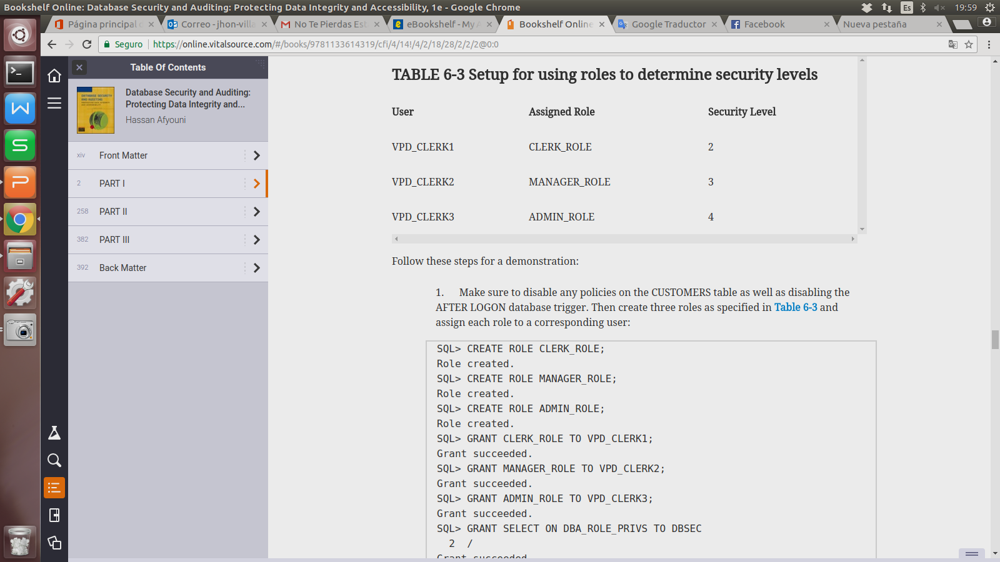 Bookshelf Online: Database Security and Auditing: Protecting Data Integrity and Accessibility, 1e - Google Chrome
Es
19:59
Página principal d
Correo - jhon-villa
No Te Pierdas Est
eBookshelf - My A
Bookshelf Online
Google Traductor
Facebook
Nueva pestaña
Seguro
https://online.vitalsource.com/#/books/9781133614319/cfi/4/14!/4/2/18/28/2/2/2@0:0
Table Of Contents
Database Security and Auditing:
Protecting Data Integrity and...
Hassan Afyouni
xiv Front Matter
2 PART I
258 PART II
382 PART III
392 Back Matter
TABLE 6-3 Setup for using roles to determine security levels
User Assigned Role Security Level
VPD_CLERK1 CLERK_ROLE 2
VPD_CLERK2 MANAGER_ROLE 3
VPD_CLERK3 ADMIN_ROLE 4
Follow these steps for a demonstration:
1. Make sure to disable any policies on the CUSTOMERS table as well as disabling the
AFTER LOGON database trigger. Then create three roles as specified in Table 6-3 and
assign each role to a corresponding user:
SQL> CREATE ROLE CLERK_ROLE;
Role created.
SQL> CREATE ROLE MANAGER_ROLE;
Role created.
SQL> CREATE ROLE ADMIN_ROLE;
Role created.
SQL> GRANT CLERK_ROLE TO VPD_CLERK1;
Grant succeeded.
SQL> GRANT MANAGER_ROLE TO VPD_CLERK2;
Grant succeeded.
SQL> GRANT ADMIN_ROLE TO VPD_CLERK3;
Grant succeeded.
SQL> GRANT SELECT ON DBA_ROLE_PRIVS TO DBSEC
2 /
Grant succeeded